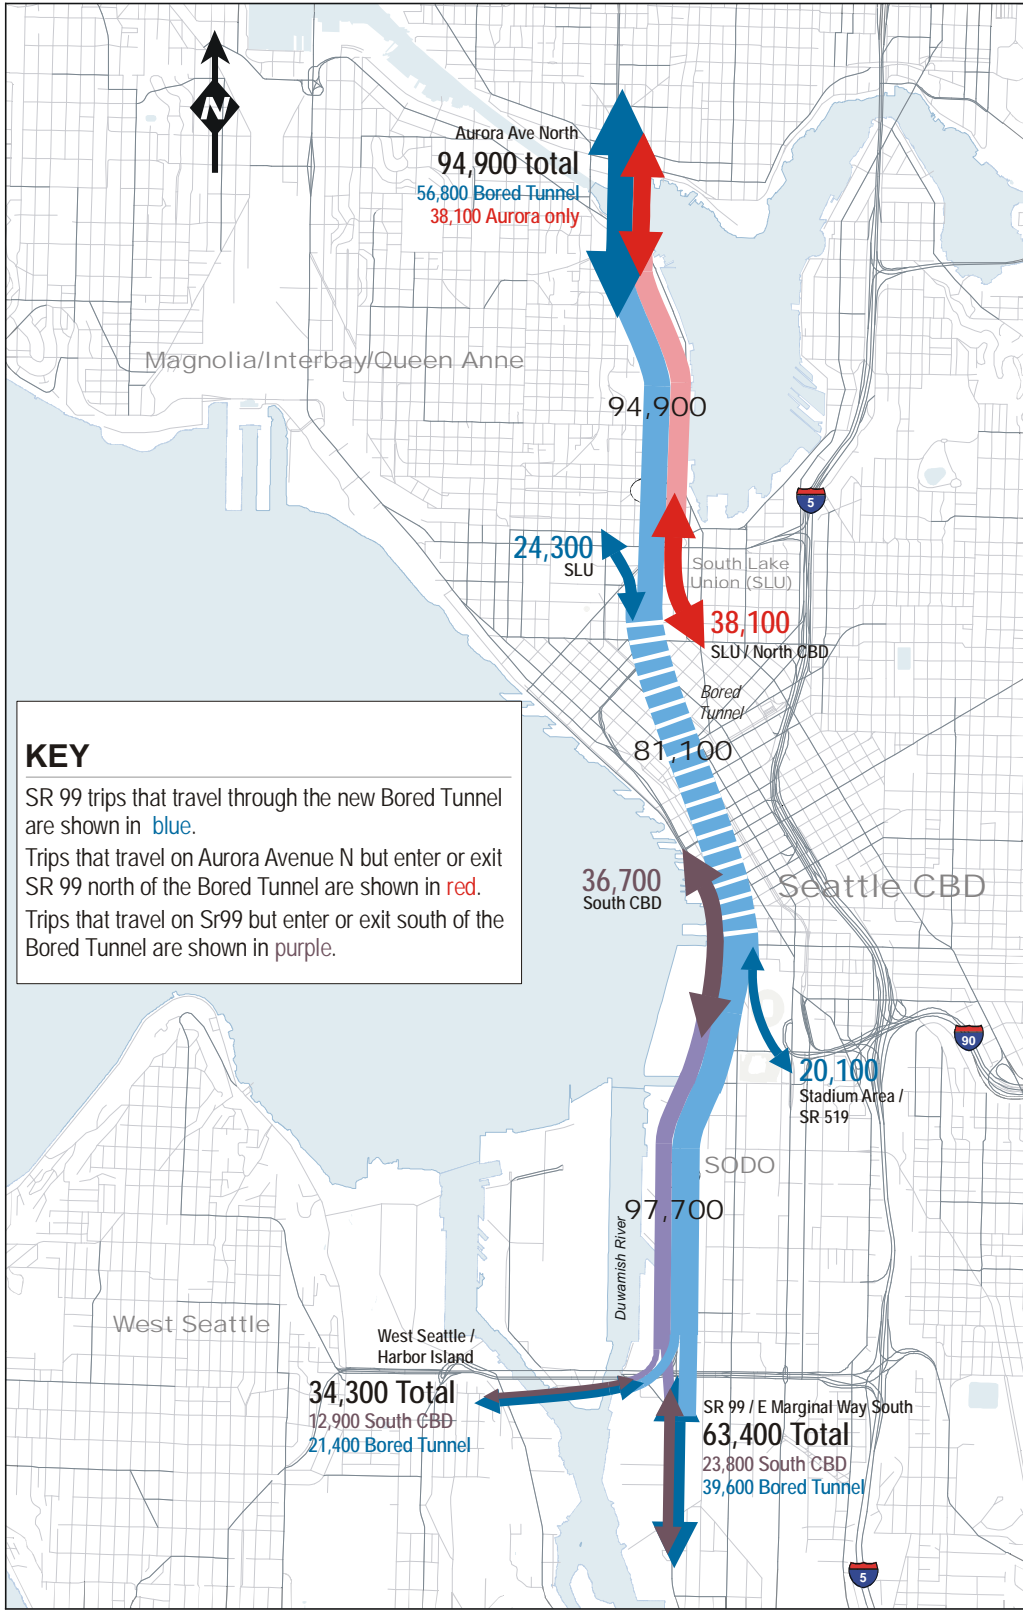 N
Aurora Ave North
94,900 total
56,800 Bored Tunnel
38,100 Aurora only
Magnolia/Interbay/Queen Anne
94,900
5
24,300
SLU
South Lake
Union (SLU)
38,100
SLU / North CBD
Bored
Tunnel
81,100
KEY
SR 99 trips that travel through the new Bored Tunnel
are shown in blue.
Trips that travel on Aurora Avenue N but enter or exit
SR 99 north of the Bored Tunnel are shown in red.
Trips that travel on Sr99 but enter or exit south of the
Bored Tunnel are shown in purple.
36,700
South CBD
Seattle CBD
90
20,100
Stadium Area /
SR 519
SODO
97,700
Duwamish River
West Seattle
West Seattle /
Harbor Island
34,300 Total
12,900 South CBD
21,400 Bored Tunnel
SR 99 / E Marginal Way South
63,400 Total
23,800 South CBD
39,600 Bored Tunnel
5